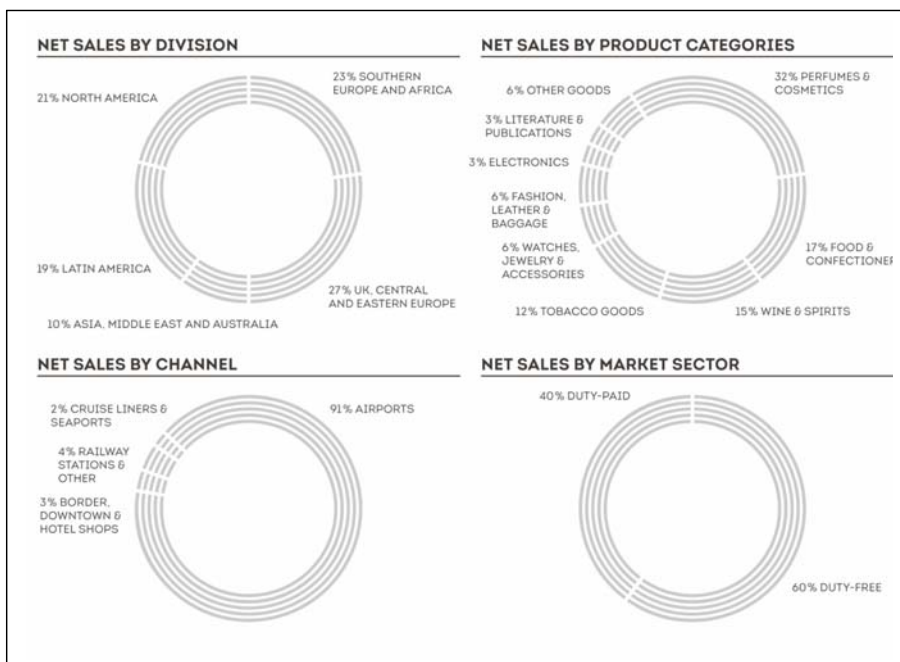 NET SALES BY DIVISION
23% SOUTHERN
EUROPE AND AFRICA
21% NORTH AMERICA
19% LATIN AMERICA
27% UK, CENTRAL
AND EASTERN EUROPE
10% ASIA, MIDDLE EAST AND AUSTRALIA
NET SALES BY PRODUCT CATEGORIES
32% PERFUMES &
COSMETICS
6% OTHER GOODS
3% LITERATURE &
PUBLICATIONS
3% ELECTRONICS
6% FASHION,
LEATHER &
BAGGAGE
6% WATCHES,
JEWELRY &
ACCESSORIES
17% FOOD &
CONFECTIONER
12% TOBACCO GOODS
15% WINE & SPIRITS
NET SALES BY CHANNEL
2% CRUISE LINERS &
SEAPORTS
91% AIRPORTS
4% RAILWAY
STATIONS &
OTHER
3% BORDER,
DOWNTOWN &
HOTEL SHOPS
NET SALES BY MARKET SECTOR
40% DUTY-PAID
60% DUTY-FREE